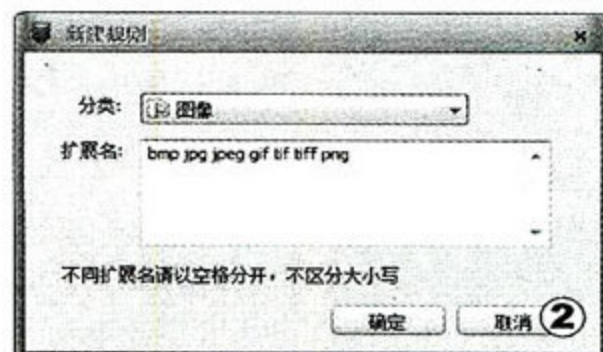 新建规则
分类: 图像
扩展名: bmp jpg jpeg gif tif tiff png
不同扩展名请以空格分开，不区分大小写
确定 取消 ②